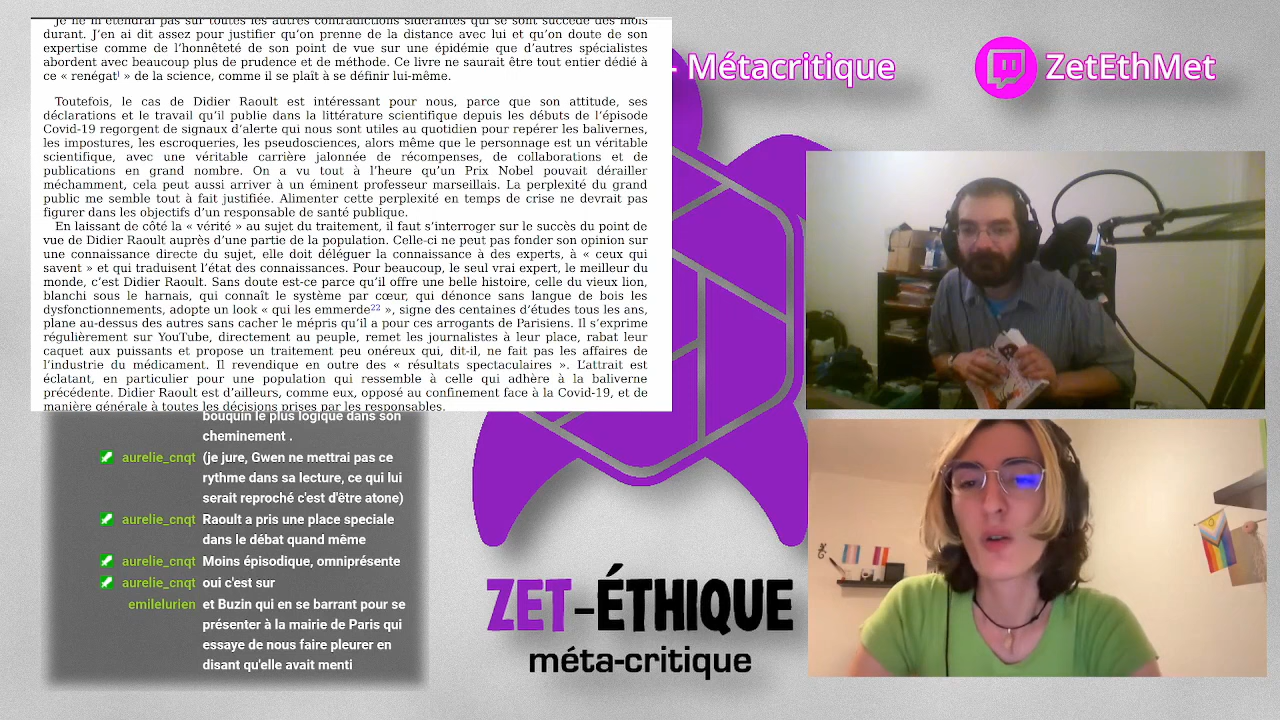 Je ne m'étendrai pas sur toutes les autres contradictions sidérantes qui se sont succédé des mois
durant. J'en ai dit assez pour justifier qu'on prenne de la distance avec lui et qu'on doute de son
expertise comme de l'honnêteté de son point de vue sur une épidémie que d'autres spécialistes
abordent avec beaucoup plus de prudence et de méthode. Ce livre ne saurait être tout entier dédié à
ce « renégat » de la science, comme il se plaît à se définir lui-même.
Toutefois, le cas de Didier Raoult est intéressant pour nous, parce que son attitude, ses
déclarations et le travail qu'il publie dans la littérature scientifique depuis les débuts de l'épisode
Covid-19 regorgent de signaux d'alerte qui nous sont utiles au quotidien pour repérer les balivernes,
les impostures, les escroqueries, les pseudosciences, alors même que le personnage est un véritable
scientifique, avec une véritable carrière jalonnée de récompenses, de collaborations et de
publications en grand nombre. On a vu tout à l'heure qu'un Prix Nobel pouvait dérailler
méchamment, cela peut aussi arriver à un éminent professeur marseillais. La perplexité du grand
public me semble tout à fait justifiée. Alimenter cette perplexité en temps de crise ne devrait pas
figurer dans les objectifs d'un responsable de santé publique.
En laissant de côté la « vérité » au sujet du traitement, il faut s'interroger sur le succès du point de
vue de Didier Raoult auprès d'une partie de la population. Celle-ci ne peut pas fonder son opinion sur
une connaissance directe du sujet, elle doit déléguer la connaissance à des experts, à « ceux qui
savent » et qui traduisent l'état des connaissances. Pour beaucoup, le seul vrai expert, le meilleur du
monde, c'est Didier Raoult. Sans doute est-ce parce qu'il offre une belle histoire, celle du vieux lion,
blanchi sous le harnais, qui connaît le système par cœur, qui dénonce sans langue de bois les
dysfonctionnements, adopte un look « qui les emmerde22 », signe des centaines d'études tous les ans,
plane au-dessus des autres sans cacher le mépris qu'il a pour ces arrogants de Parisiens. Il s'exprime
régulièrement sur YouTube, directement au peuple, remet les journalistes à leur place, rabat leur
caquet aux puissants et propose un traitement peu onéreux qui, dit-il, ne fait pas les affaires de
l'industrie du médicament. Il revendique en outre des « résultats spectaculaires ». L'attrait est
éclatant, en particulier pour une population qui ressemble à celle qui adhère à la baliverne
précédente. Didier Raoult est d'ailleurs, comme eux, opposé au confinement face à la Covid-19, et de
manière générale à toutes les décisions prises par les responsables.
- Métacritique
ZetEthMet
bouquin le plus logique dans son
cheminement .
aurelie_cnqt (je jure, Gwen ne mettrai pas ce
rythme dans sa lecture, ce qui lui
serait reproché c'est d'être atone)
aurelie_cnqt Raoult a pris une place speciale
dans le débat quand même
aurelie_cnqt Moins épisodique, omniprésente
aurelie_cnqt oui c'est sur
emilelurien et Buzin qui en se barrant pour se
présenter à la mairie de Paris qui
essaye de nous faire pleurer en
disant qu'elle avait menti
ZET-ÉTHIQUE
méta-critique